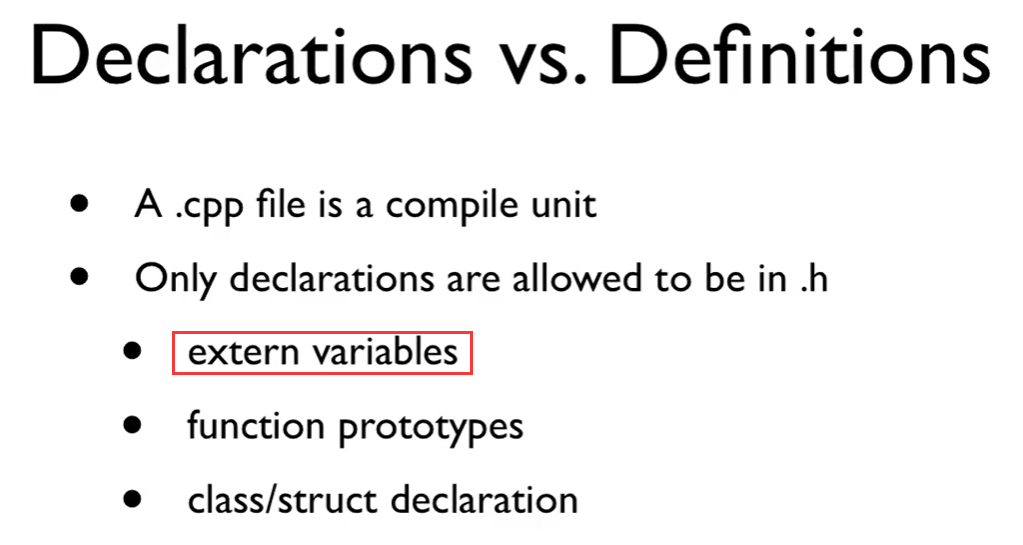 Declarations vs. Definitions
• A .cpp file is a compile unit
• Only declarations are allowed to be in .h
• extern variables
• function prototypes
• class/struct declaration